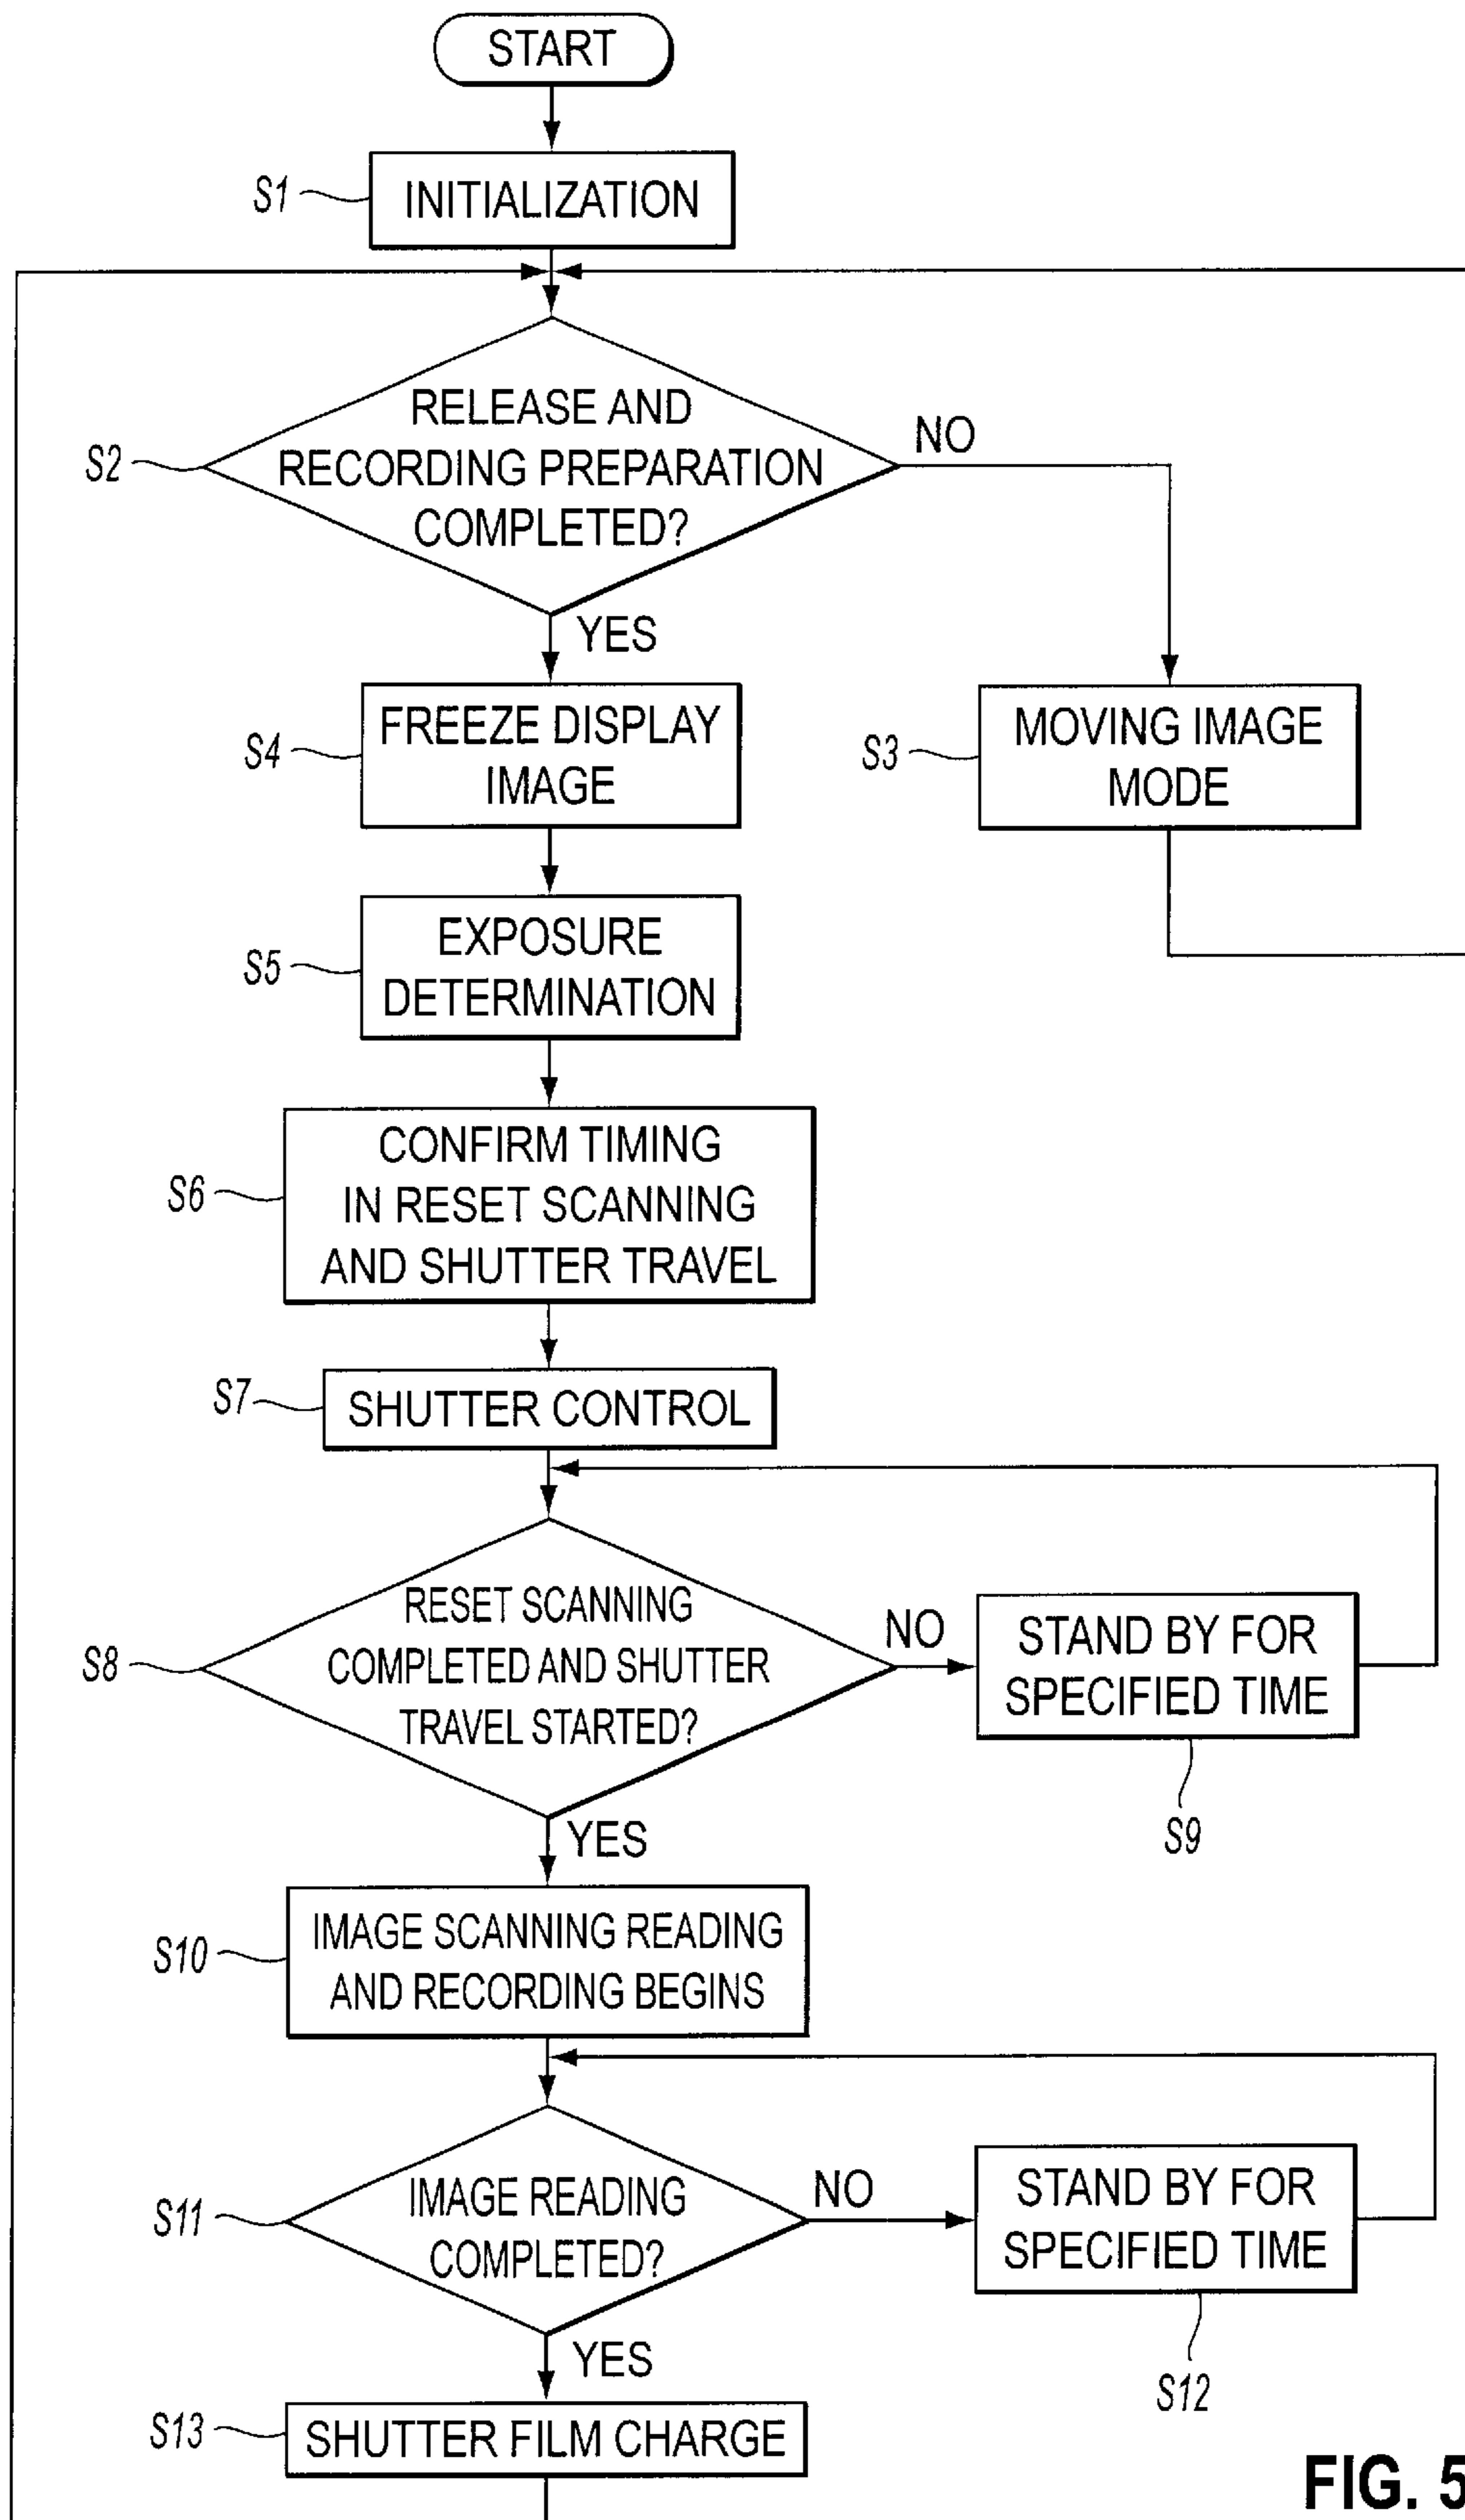 START
S1
INITIALIZATION
RELEASE AND
RECORDING PREPARATION
COMPLETED?
S2
NO
YES
FREEZE DISPLAY
IMAGE
S4
MOVING IMAGE
MODE
S3
EXPOSURE
DETERMINATION
S5
CONFIRM TIMING
IN RESET SCANNING
AND SHUTTER TRAVEL
S6
S7
SHUTTER CONTROL
RESET SCANNING
COMPLETED AND SHUTTER
TRAVEL STARTED?
S8
NO
STAND BY FOR
SPECIFIED TIME
S9
YES
IMAGE SCANNING READING
AND RECORDING BEGINS
S10
IMAGE READING
COMPLETED?
S11
NO
STAND BY FOR
SPECIFIED TIME
S12
YES
S13
SHUTTER FILM CHARGE
FIG. 5